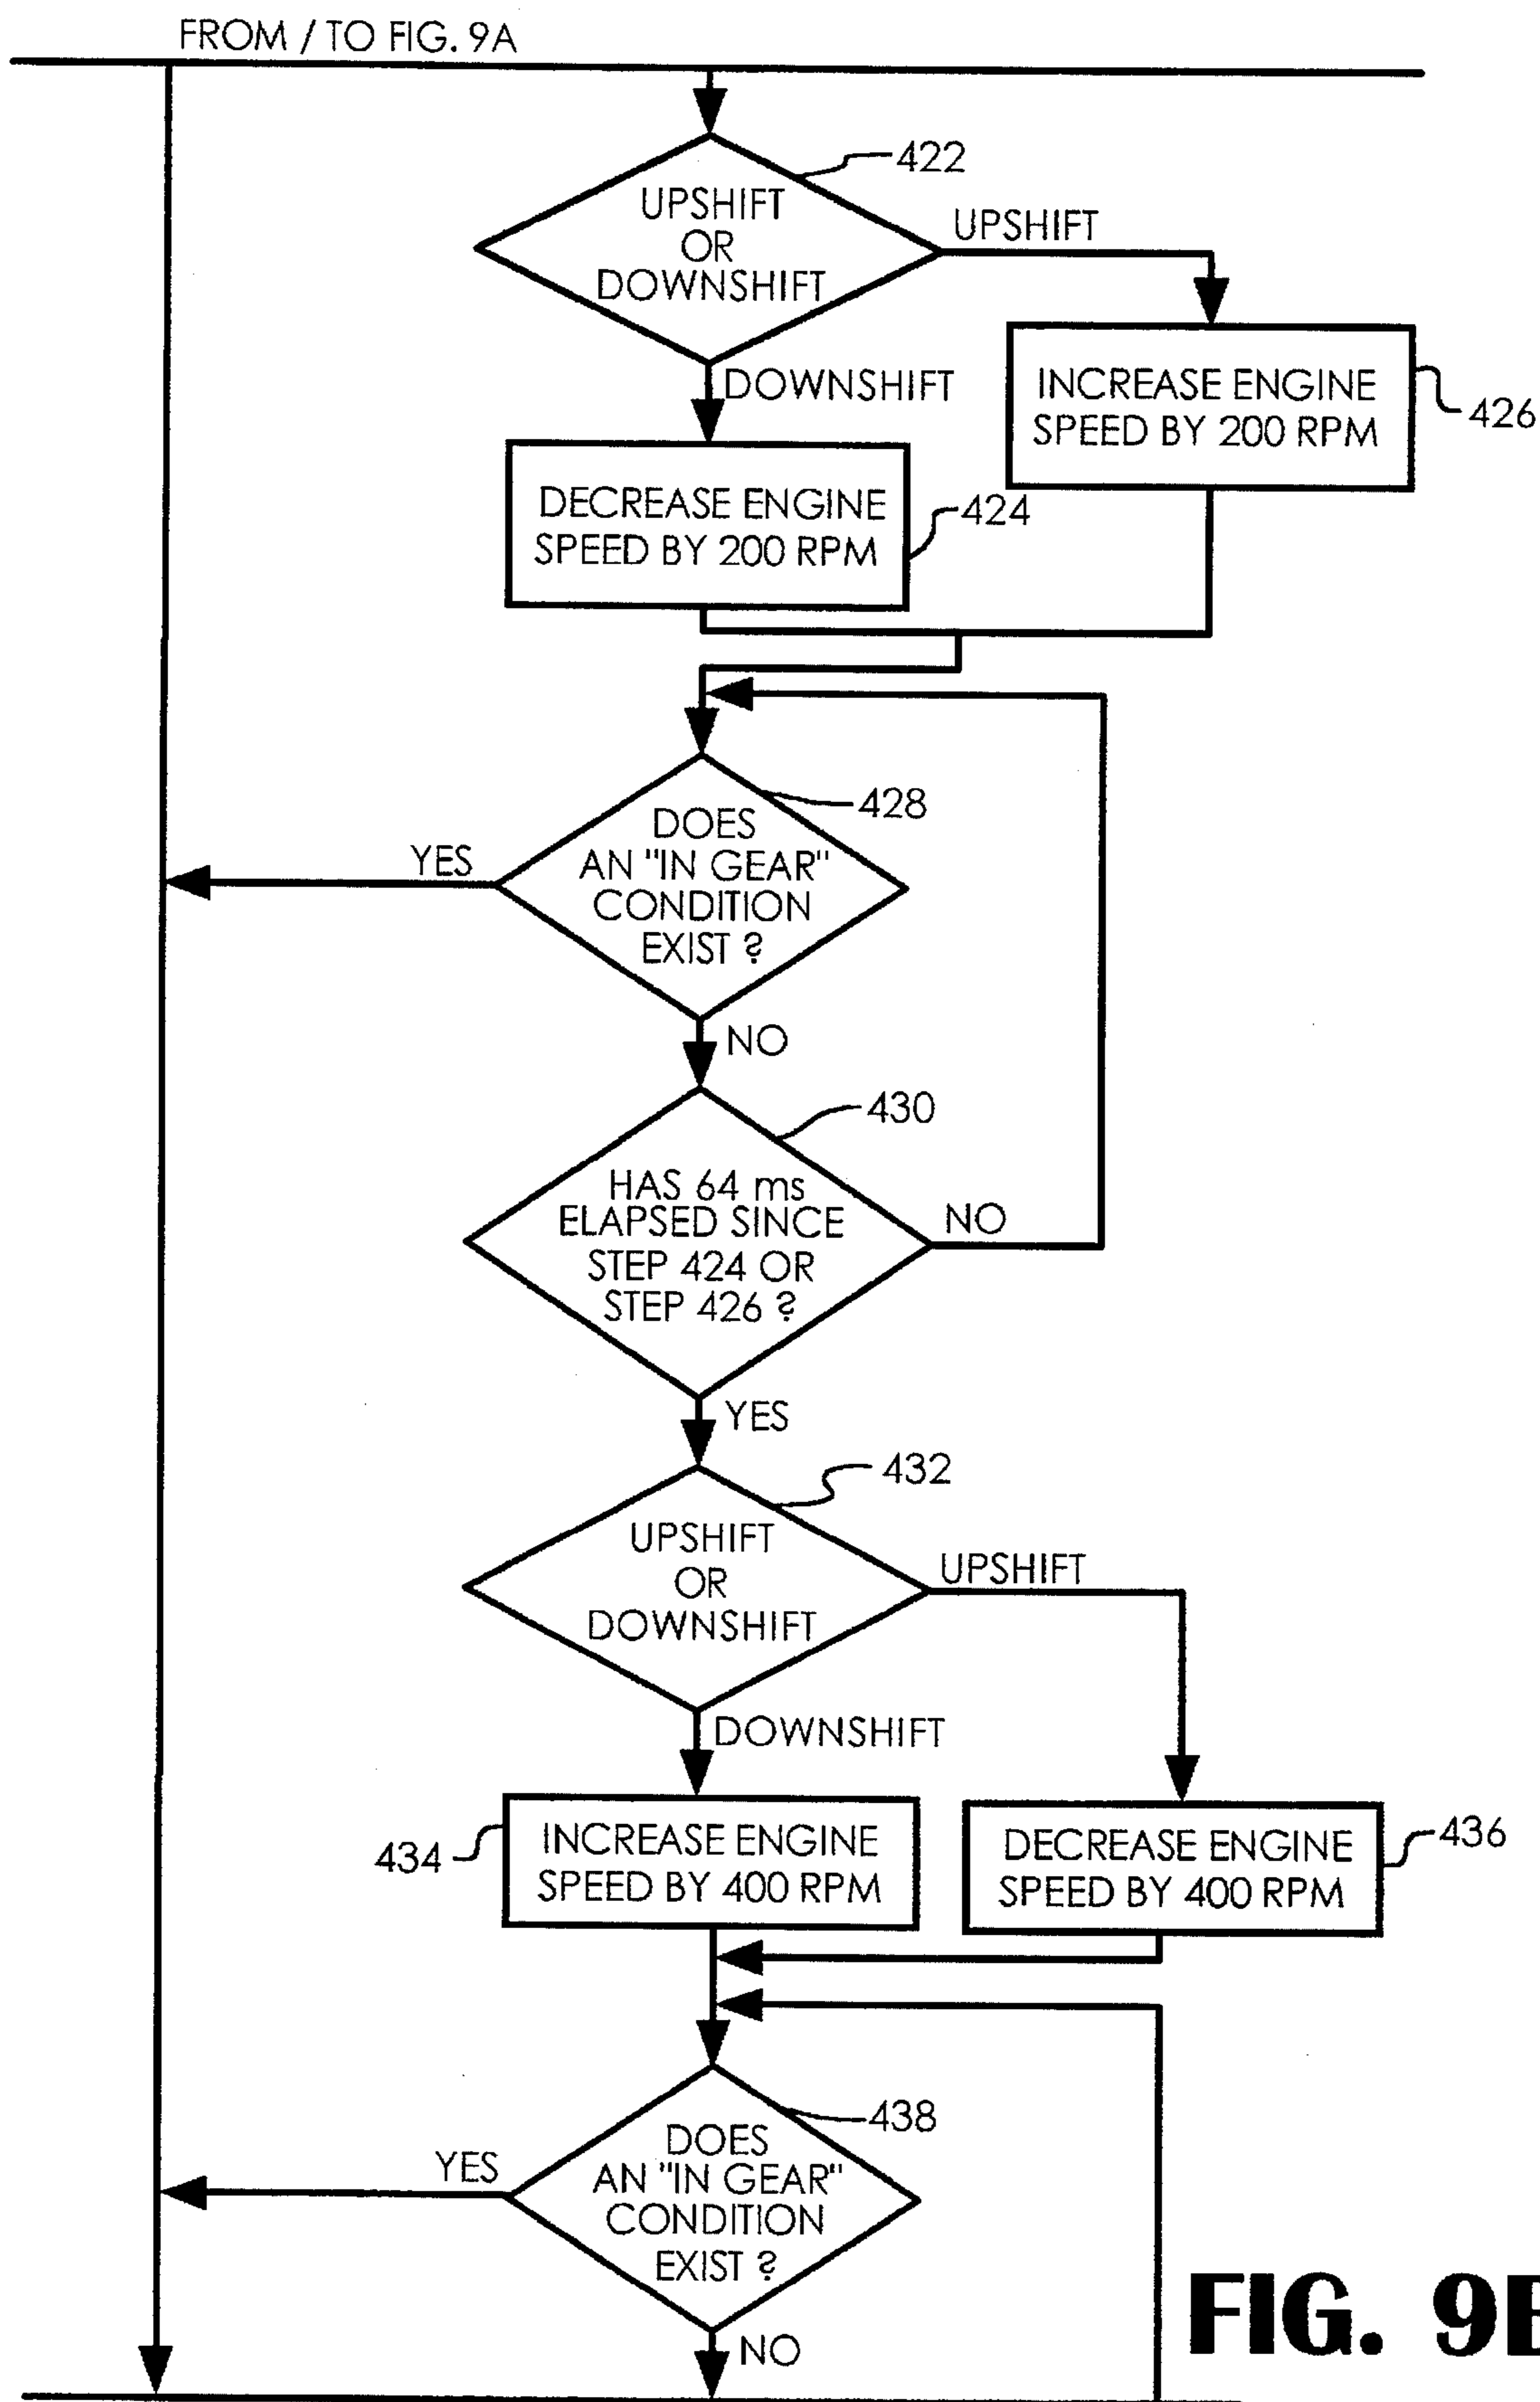 FROM / TO FIG. 9A
422
UPSHIFT
OR
DOWNSHIFT
UPSHIFT
DOWNSHIFT
INCREASE ENGINE
SPEED BY 200 RPM
426
DECREASE ENGINE
SPEED BY 200 RPM
424
428
DOES
AN "IN GEAR"
CONDITION
EXIST ?
YES
NO
430
HAS 64 ms
ELAPSED SINCE
STEP 424 OR
STEP 426 ?
NO
YES
432
UPSHIFT
OR
DOWNSHIFT
UPSHIFT
DOWNSHIFT
434
INCREASE ENGINE
SPEED BY 400 RPM
DECREASE ENGINE
SPEED BY 400 RPM
436
438
DOES
AN "IN GEAR"
CONDITION
EXIST ?
YES
NO
FIG. 9B